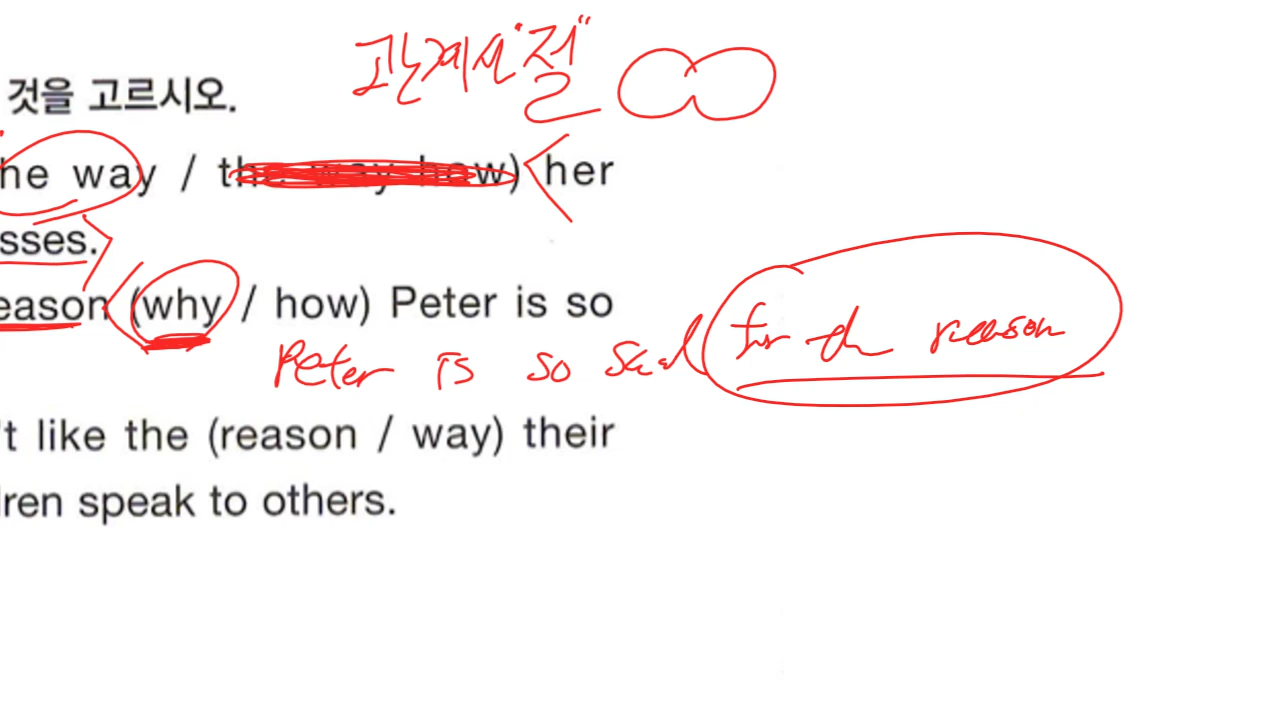 관계사"절"
것을 고르시오.
he way / the way how) her
sses.
eason (why / how) Peter is so
Peter is so sad for the reason
't like the (reason / way) their
ren speak to others.